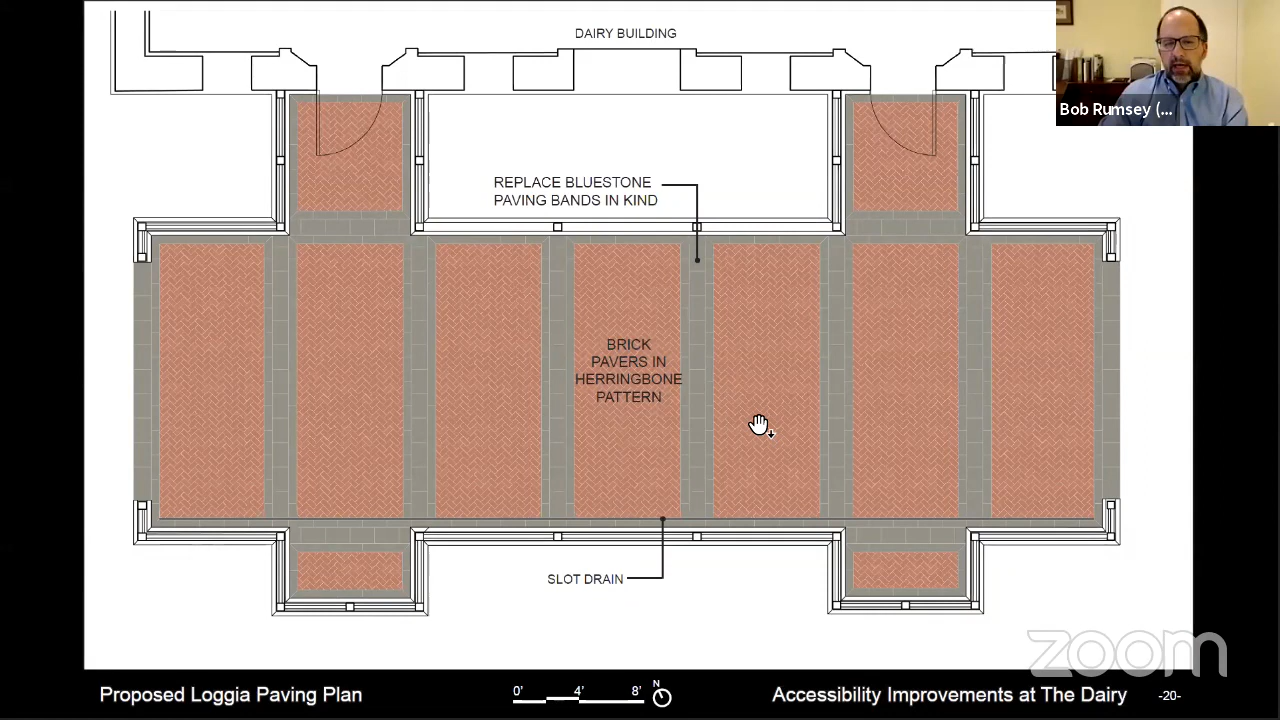 DAIRY BUILDING
Bob Rumsey (...
REPLACE BLUESTONE
PAVING BANDS IN KIND
BRICK
PAVERS IN
HERRINGBONE
PATTERN
SLOT DRAIN
zoom
Proposed Loggia Paving Plan
0' 4' 8' N
Accessibility Improvements at The Dairy
-20-